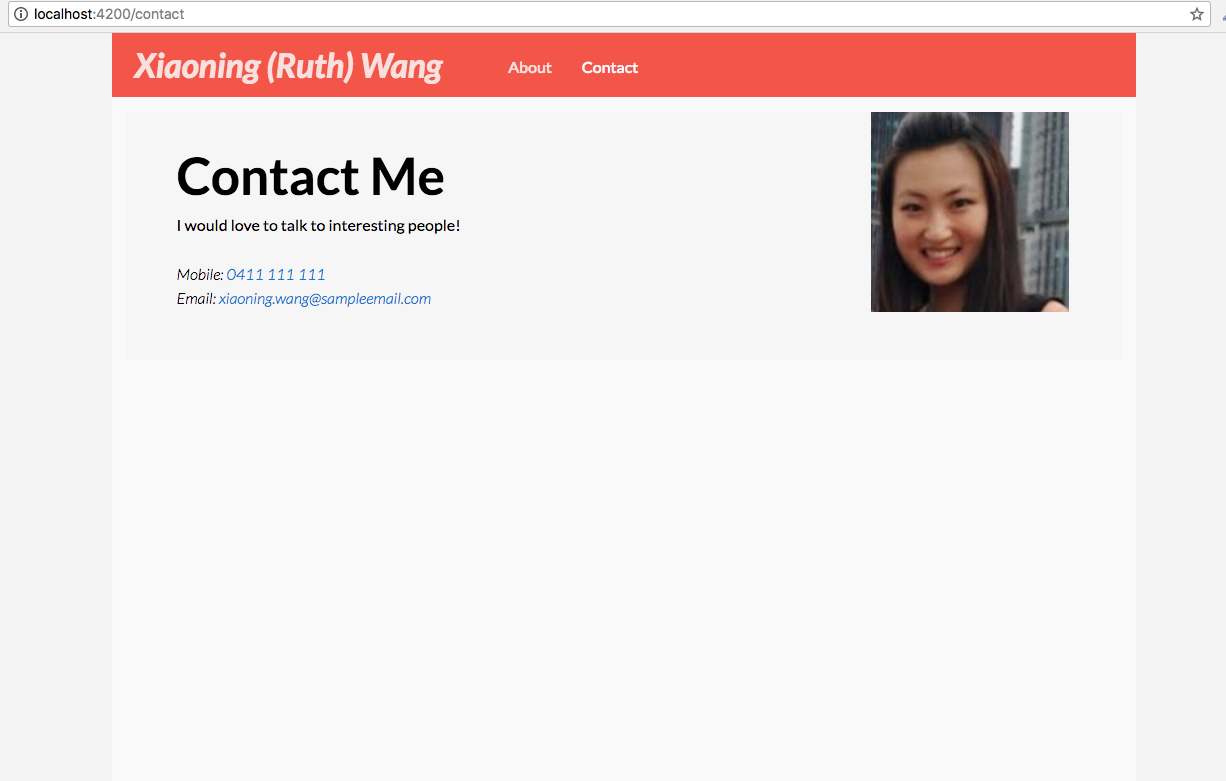 localhost:4200/contact
Xiaoning (Ruth) Wang About Contact
Contact Me
I would love to talk to interesting people!
Mobile: 0411 111 111
Email: xiaoning.wang@sampleemail.com